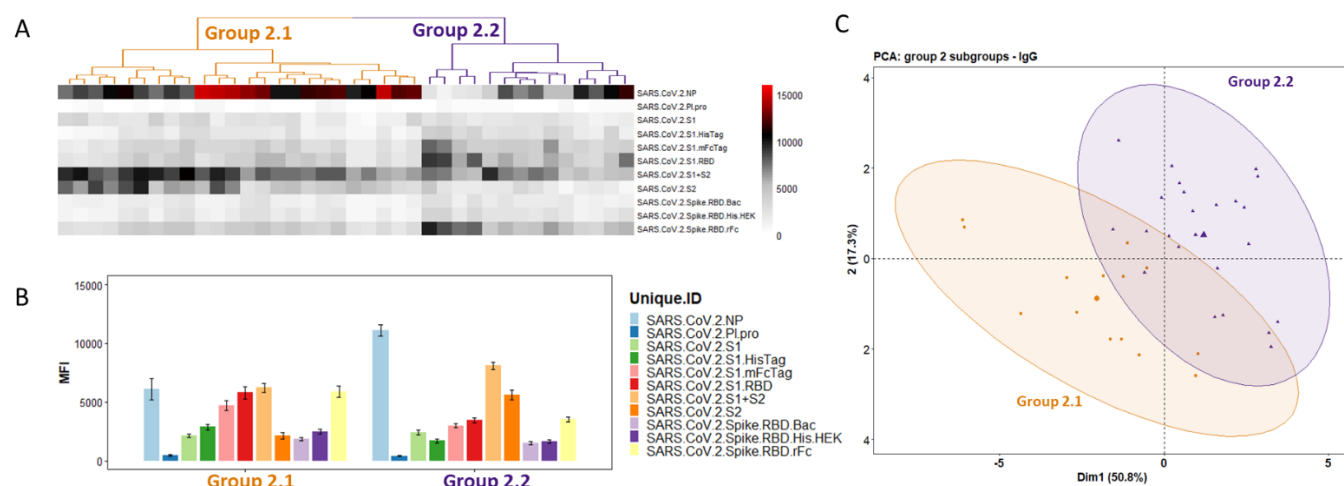 A
Group 2.1
Group 2.2
SARS.CoV.2.NP
SARS.CoV.2.Pl.pro
SARS.CoV.2.S1
SARS.CoV.2.S1.HisTag
SARS.CoV.2.S1.mFcTag
SARS.CoV.2.S1.RBD
SARS.CoV.2.S1+S2
SARS.CoV.2.S2
SARS.CoV.2.Spike.RBD.Bac
SARS.CoV.2.Spike.RBD.His.HEK
SARS.CoV.2.Spike.RBD.rFc
15000
10000
5000
0
B
15000
10000
5000
0
MFI
Group 2.1
Group 2.2
Unique.ID
SARS.CoV.2.NP
SARS.CoV.2.Pl.pro
SARS.CoV.2.S1
SARS.CoV.2.S1.HisTag
SARS.CoV.2.S1.mFcTag
SARS.CoV.2.S1.RBD
SARS.CoV.2.S1+S2
SARS.CoV.2.S2
SARS.CoV.2.Spike.RBD.Bac
SARS.CoV.2.Spike.RBD.His.HEK
SARS.CoV.2.Spike.RBD.rFc
C
PCA: group 2 subgroups - IgG
4
2
0
2
4
2 (17.3%)
Group 2.2
Group 2.1
-5
0
5
Dim1 (50.8%)